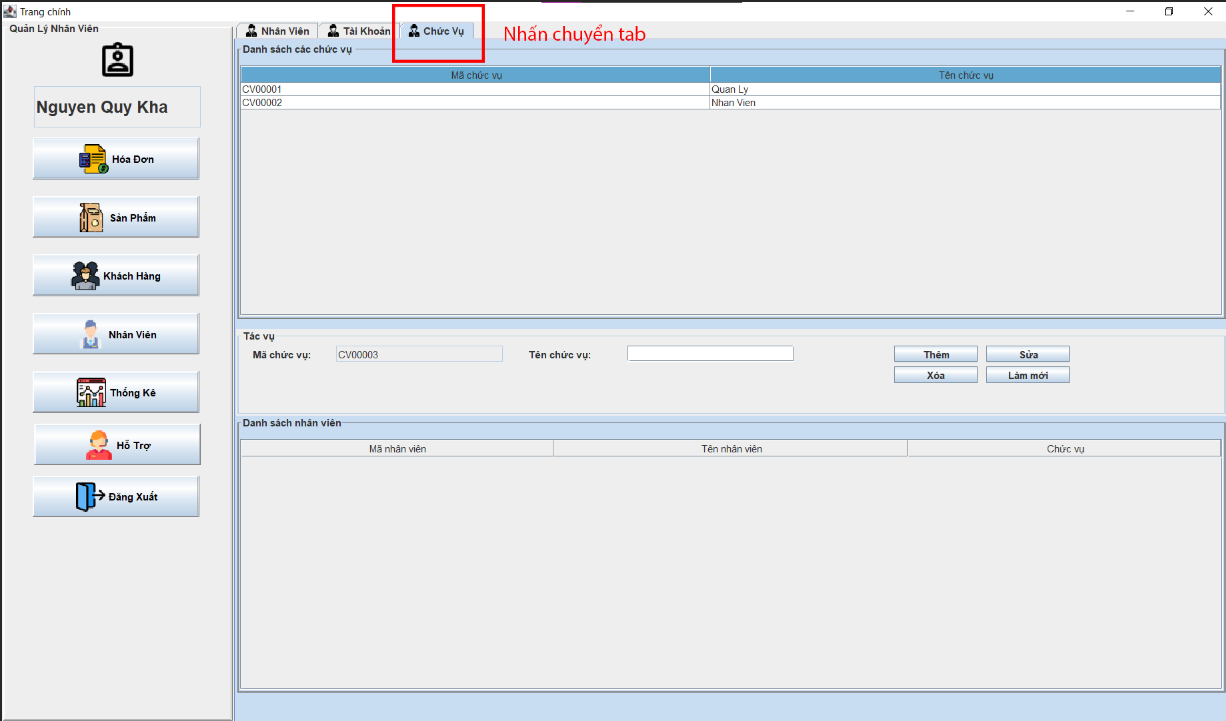 Trang chính
Quản Lý Nhân Viên
Nguyen Quy Kha
Hóa Đơn
Sản Phẩm
Khách Hàng
Nhân Viên
Thống Kê
Hỗ Trợ
Đăng Xuất
Nhân Viên Tài Khoản Chức Vụ
Nhấn chuyển tab
Danh sách các chức vụ
Mã chức vụ Tên chức vụ
CV00001 Quan Ly
CV00002 Nhan Vien
Tác vụ
Mã chức vụ: CV00003 Tên chức vụ: Thêm Sửa
Xóa Làm mới
Danh sách nhân viên
Mã nhân viên Tên nhân viên Chức vụ